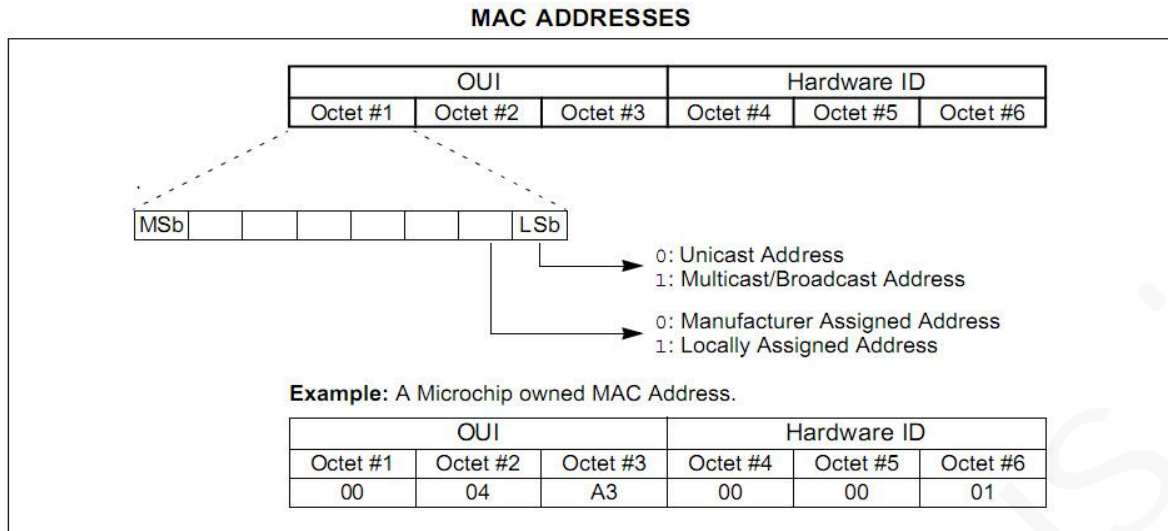 MAC ADDRESSES
OUI Hardware ID
Octet #1 Octet #2 Octet #3 Octet #4 Octet #5 Octet #6
MSb LSb
0: Unicast Address
1: Multicast/Broadcast Address
0: Manufacturer Assigned Address
1: Locally Assigned Address
Example: A Microchip owned MAC Address.
OUI Hardware ID
Octet #1 Octet #2 Octet #3 Octet #4 Octet #5 Octet #6
00 04 A3 00 00 01